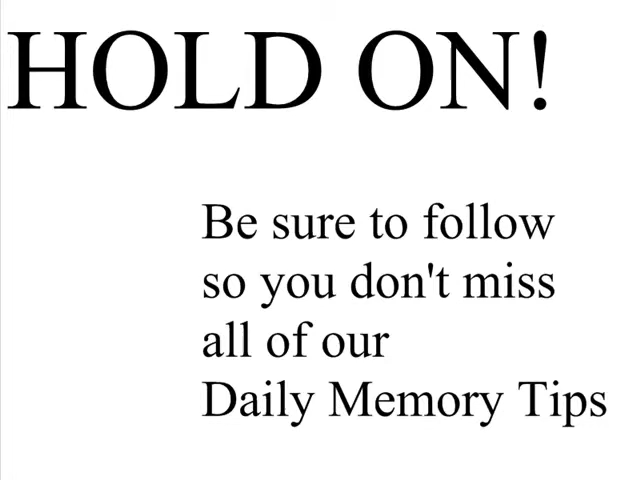 HOLD ON!
Be sure to follow
so you don't miss
all of our
Daily Memory Tips